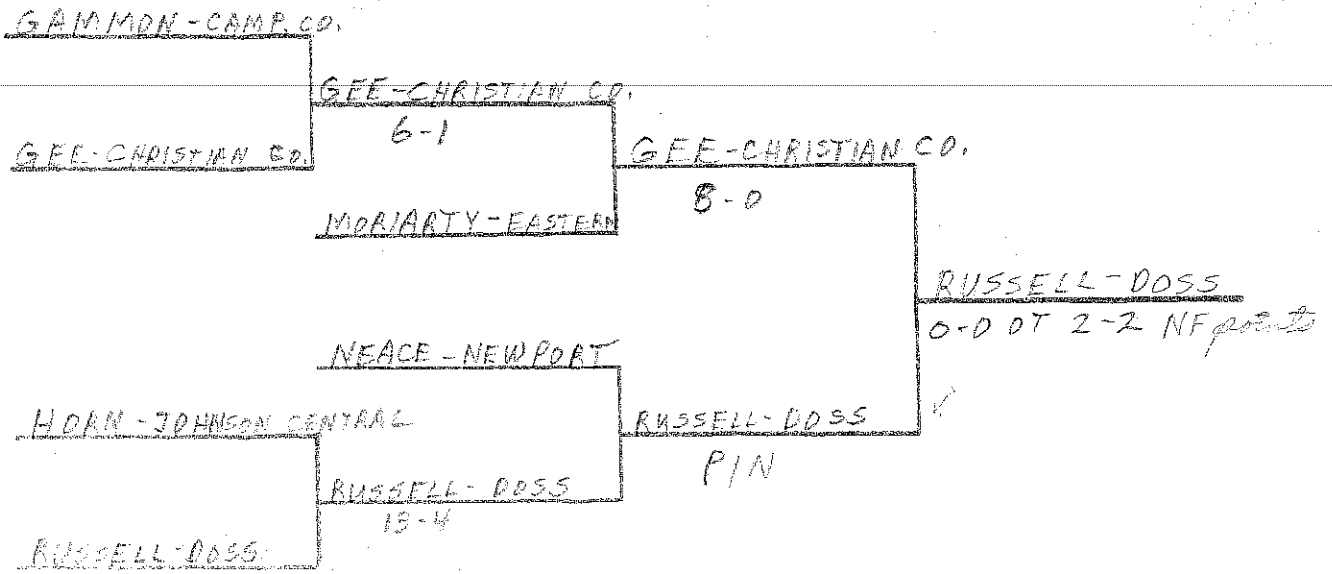 GAMMON-CAMP. CO.
GEE-CHRISTIAN CO.
6-1
GEE-CHRISTIAN CO.
GEE-CHRISTIAN CO.
8-0
MORIARTY-EASTERN
RUSSELL-DOSS
0-0 OT 2-2 NF points
NEACE-NEWPORT
HORN-JOHNSON CENTRAL
RUSSELL-DOSS
PIN
RUSSELL-DOSS
13-4
RUSSELL-DOSS